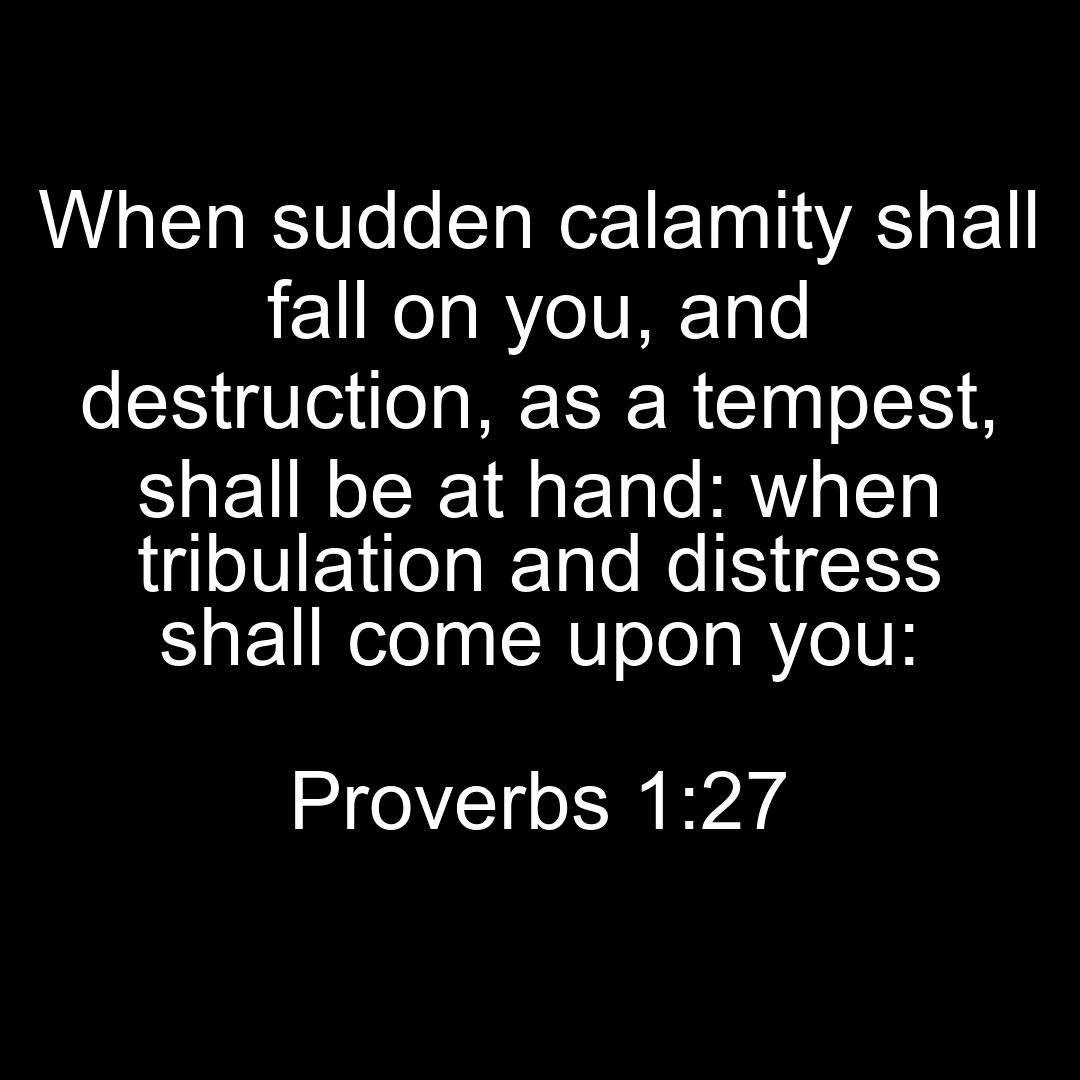 When sudden calamity shall
fall on you, and
destruction, as a tempest,
shall be at hand: when
tribulation and distress
shall come upon you:
Proverbs 1:27